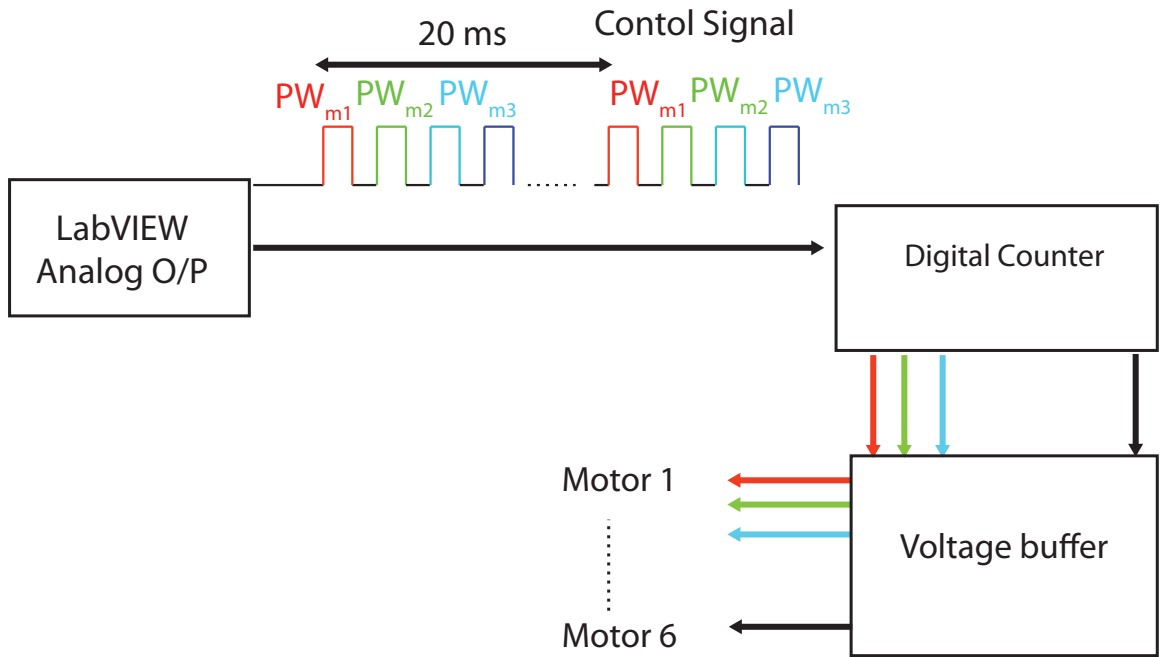 Contol Signal
20 ms
PWm1 PWm2 PWm3 PWm1 PWm2 PWm3
LabVIEW
Analog O/P
Digital Counter
Motor 1
Voltage buffer
Motor 6